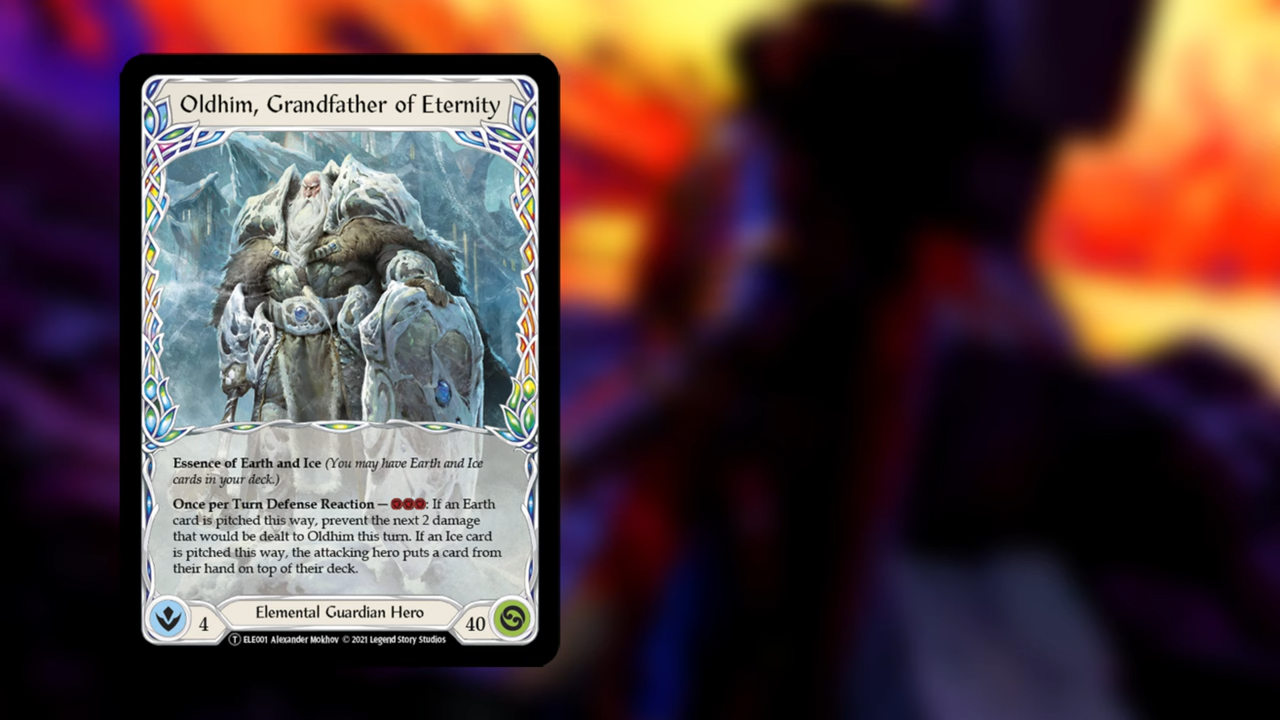 Oldhim, Grandfather of Eternity
Essence of Earth and Ice (You may have Earth and Ice
cards in your deck.)
Once per Turn Defense Reaction — : If an Earth
card is pitched this way, prevent the next 2 damage
that would be dealt to Oldhim this turn. If an Ice card
is pitched this way, the attacking hero puts a card from
their hand on top of their deck.
4
Elemental Guardian Hero
40
T ELE001 Alexander Mokhov © 2021 Legend Story Studios